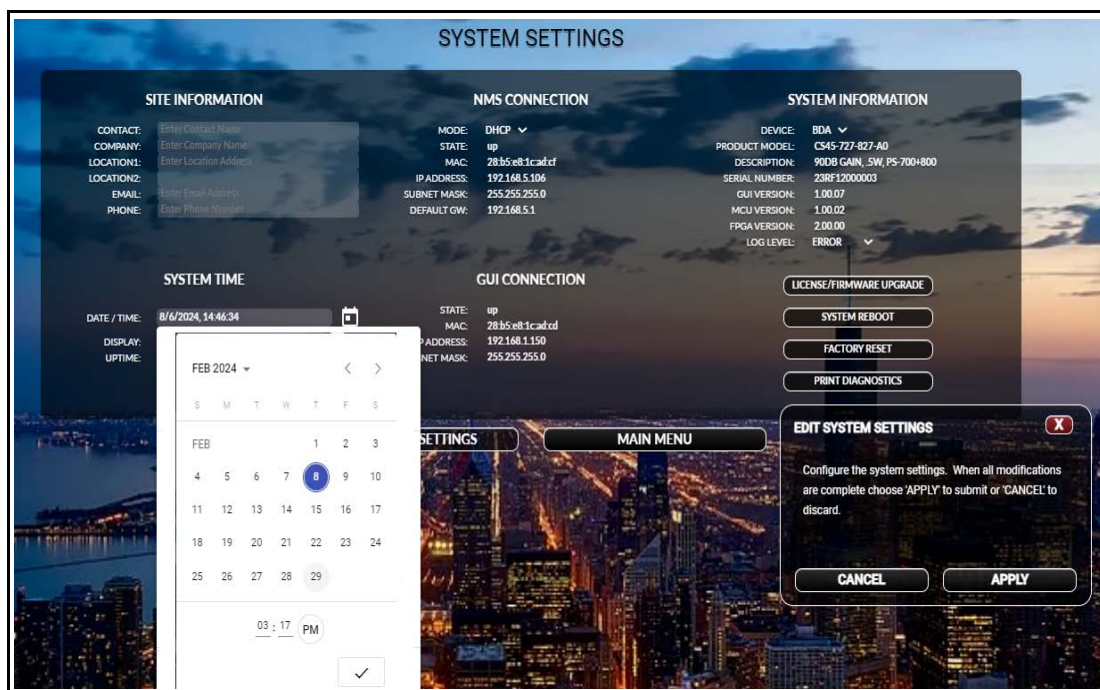 SYSTEM SETTINGS
SITE INFORMATION
CONTACT: Enter Contact Name
COMPANY: Enter Company Name
LOCATION1: Enter Location Address
LOCATION2:
EMAIL: Enter Email Address
PHONE: Enter Phone Number
NMS CONNECTION
MODE: DHCP
STATE: up
MAC: 28:b5:e8:1c:ad:cf
IP ADDRESS: 192.168.5.106
SUBNET MASK: 255.255.255.0
DEFAULT GW: 192.168.5.1
SYSTEM INFORMATION
DEVICE: BDA
PRODUCT MODEL: CS45-727-827-A0
DESCRIPTION: 90DB GAIN, .5W, PS-700+800
SERIAL NUMBER: 23RF12000003
GUI VERSION: 1.00.07
MCU VERSION: 1.00.02
FPGA VERSION: 2.00.00
LOG LEVEL: ERROR
SYSTEM TIME
DATE / TIME: 8/6/2024, 14:46:34
DISPLAY:
UPTIME:
FEB 2024
S M T W T F S
FEB 1 2 3
4 5 6 7 8 9 10
11 12 13 14 15 16 17
18 19 20 21 22 23 24
25 26 27 28 29
03 : 17 PM
GUI CONNECTION
STATE: up
MAC: 28:b5:e8:1c:ad:cd
P ADDRESS: 192.168.1.150
NET MASK: 255.255.255.0
LICENSE/FIRMWARE UPGRADE
SYSTEM REBOOT
FACTORY RESET
PRINT DIAGNOSTICS
SETTINGS
MAIN MENU
EDIT SYSTEM SETTINGS X
Configure the system settings. When all modifications
are complete choose 'APPLY' to submit or 'CANCEL' to
discard.
CANCEL APPLY